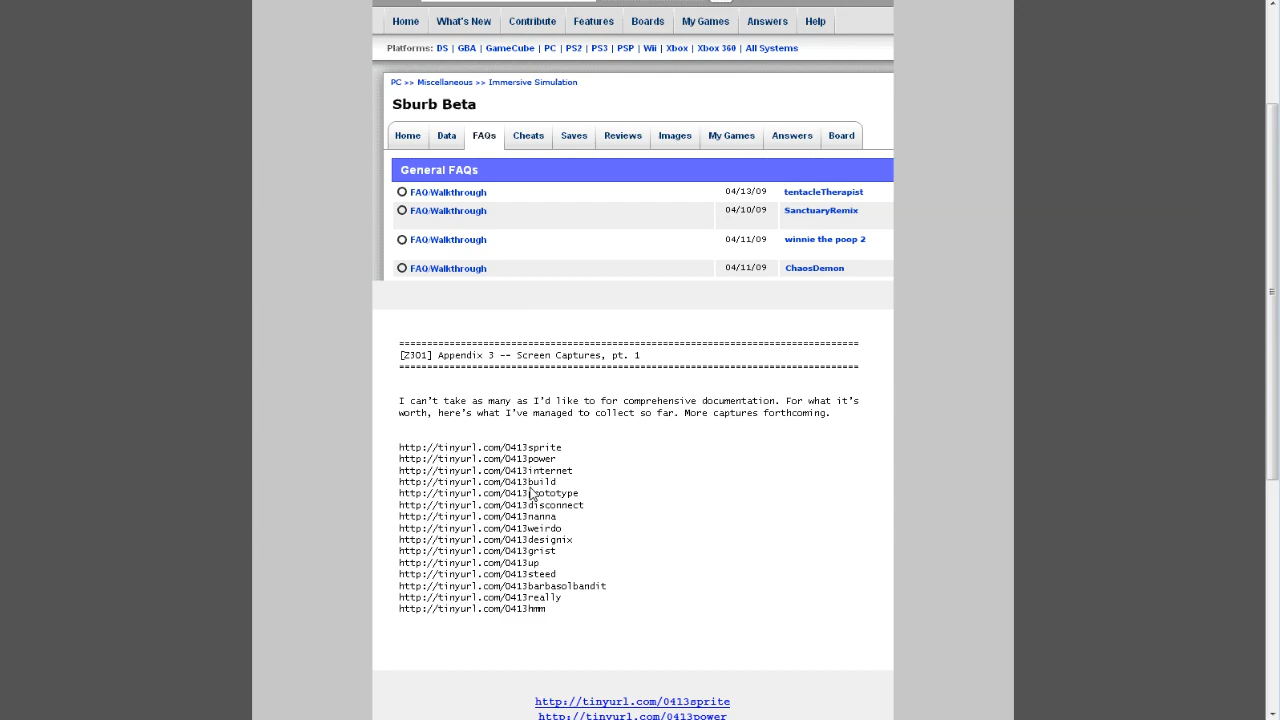 Home What's New Contribute Features Boards My Games Answers Help
Platforms: DS | GBA | GameCube | PC | PS2 | PS3 | PSP | Wii | Xbox | Xbox 360 | All Systems
PC >> Miscellaneous >> Immersive Simulation
Sburb Beta
Home Data FAQs Cheats Saves Reviews Images My Games Answers Board
General FAQs
FAQ/Walkthrough 04/13/09 tentacleTherapist
FAQ/Walkthrough 04/10/09 SanctuaryRemix
FAQ/Walkthrough 04/11/09 winnie the poop 2
FAQ/Walkthrough 04/11/09 ChaosDemon
[Z301] Appendix 3 -- Screen Captures, pt. 1
I can't take as many as I'd like to for comprehensive documentation. For what it's
worth, here's what I've managed to collect so far. More captures forthcoming.
http://tinyurl.com/0413sprite
http://tinyurl.com/0413power
http://tinyurl.com/0413internet
http://tinyurl.com/0413build
http://tinyurl.com/0413prototype
http://tinyurl.com/0413disconnect
http://tinyurl.com/0413nanna
http://tinyurl.com/0413weirdo
http://tinyurl.com/0413designix
http://tinyurl.com/0413grist
http://tinyurl.com/0413up
http://tinyurl.com/0413steed
http://tinyurl.com/0413barbasolbandit
http://tinyurl.com/0413really
http://tinyurl.com/0413hmm
http://tinyurl.com/0413sprite
http://tinyurl.com/0413power